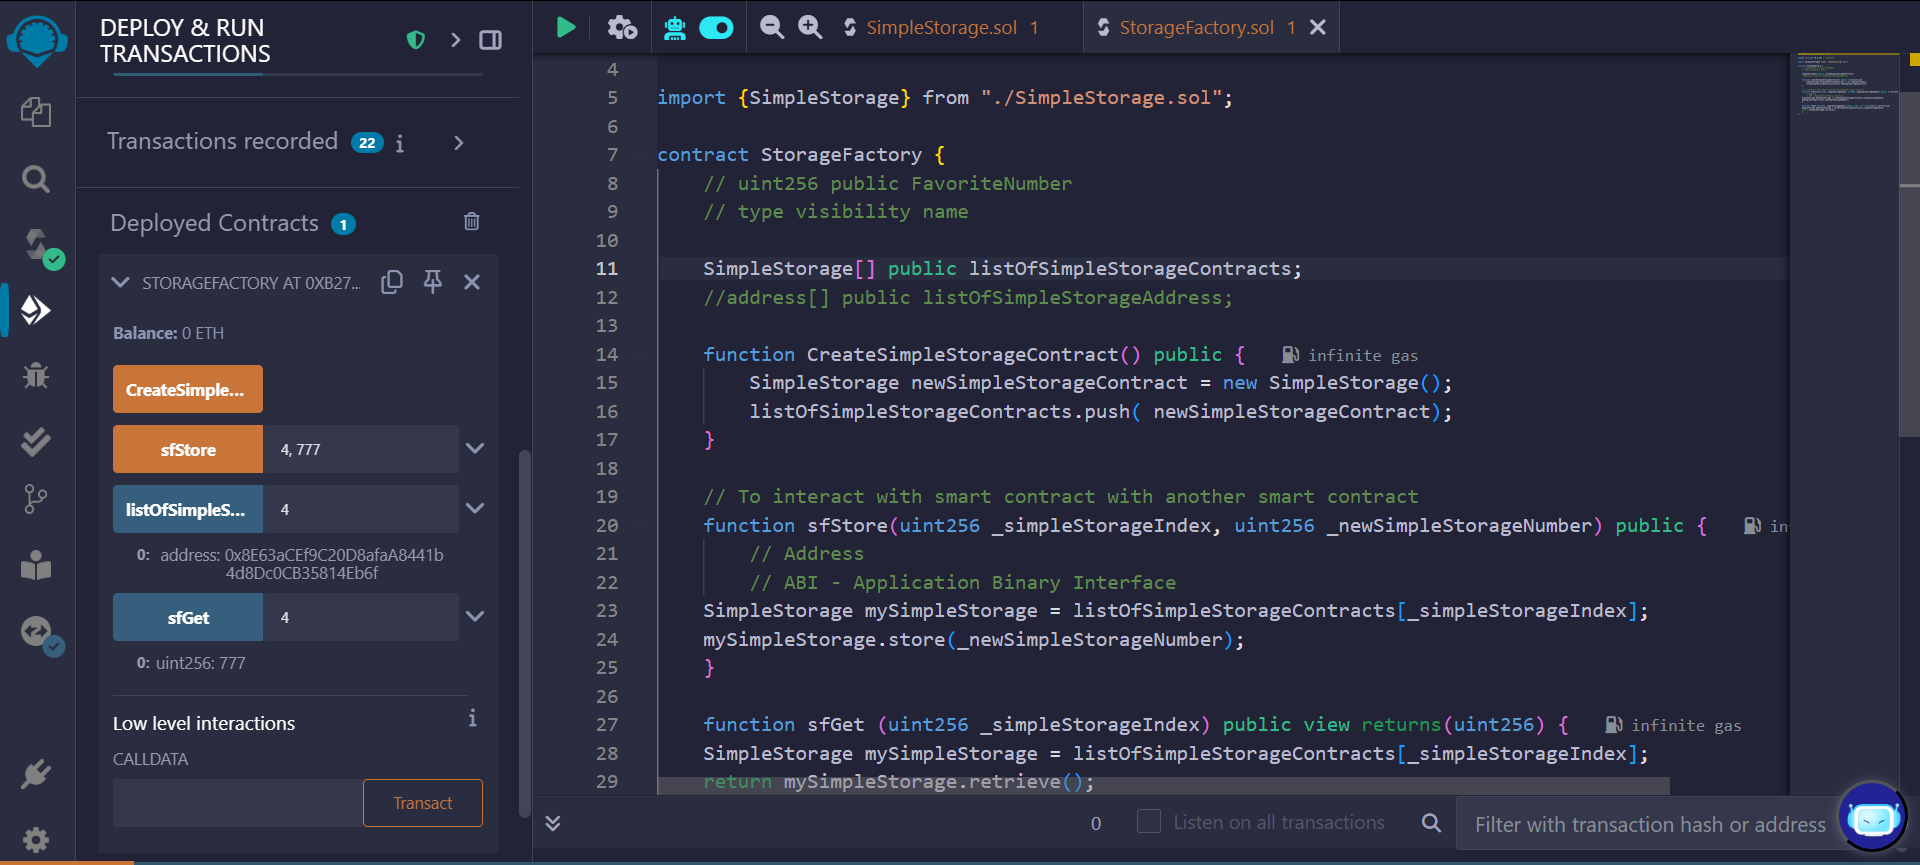 DEPLOY & RUN
TRANSACTIONS
Transactions recorded 22 i
Deployed Contracts 1
STORAGEFACTORY AT 0XB27...
Balance: 0 ETH
CreateSimple...
sfStore 4, 777
listOfSimpleS... 4
0: address: 0x8E63aCEf9C20D8afaA8441b
4d8Dc0CB35814Eb6f
sfGet 4
0: uint256: 777
Low level interactions i
CALLDATA
Transact
SimpleStorage.sol 1
StorageFactory.sol 1
4
5 import {SimpleStorage} from "./SimpleStorage.sol";
6
7 contract StorageFactory {
8 // uint256 public FavoriteNumber
9 // type visibility name
10
11 SimpleStorage[] public listOfSimpleStorageContracts;
12 //address[] public listOfSimpleStorageAddress;
13
14 function CreateSimpleStorageContract() public { infinite gas
15 SimpleStorage newSimpleStorageContract = new SimpleStorage();
16 listOfSimpleStorageContracts.push( newSimpleStorageContract);
17 }
18
19 // To interact with smart contract with another smart contract
20 function sfStore(uint256 _simpleStorageIndex, uint256 _newSimpleStorageNumber) public { in
21 // Address
22 // ABI - Application Binary Interface
23 SimpleStorage mySimpleStorage = listOfSimpleStorageContracts[_simpleStorageIndex];
24 mySimpleStorage.store(_newSimpleStorageNumber);
25 }
26
27 function sfGet (uint256 _simpleStorageIndex) public view returns(uint256) { infinite gas
28 SimpleStorage mySimpleStorage = listOfSimpleStorageContracts[_simpleStorageIndex];
29 return mySimpleStorage.retrieve();
0 Listen on all transactions Filter with transaction hash or address